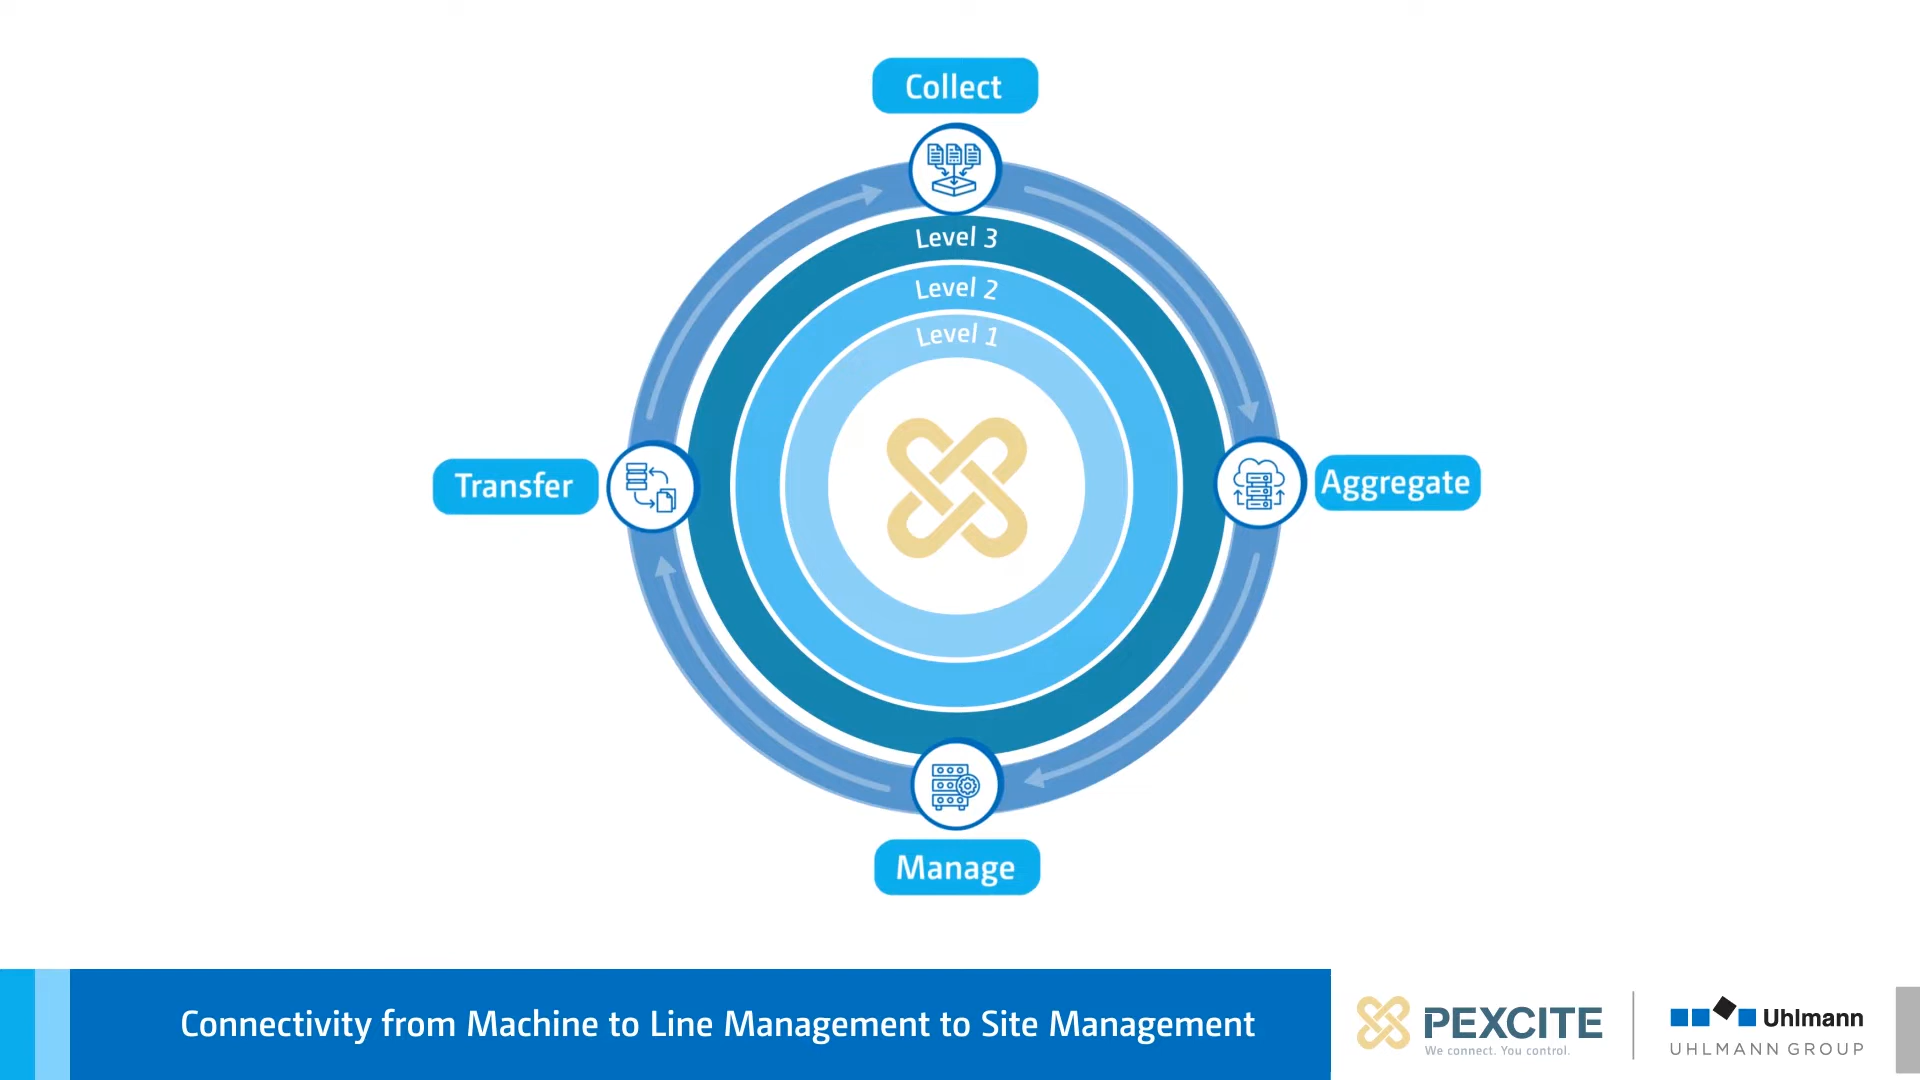 Collect
Level 3
Level 2
Level 1
Transfer
Aggregate
Manage
Connectivity from Machine to Line Management to Site Management
PEXCITE
We connect. You control.
Uhlmann
UHLMANN GROUP